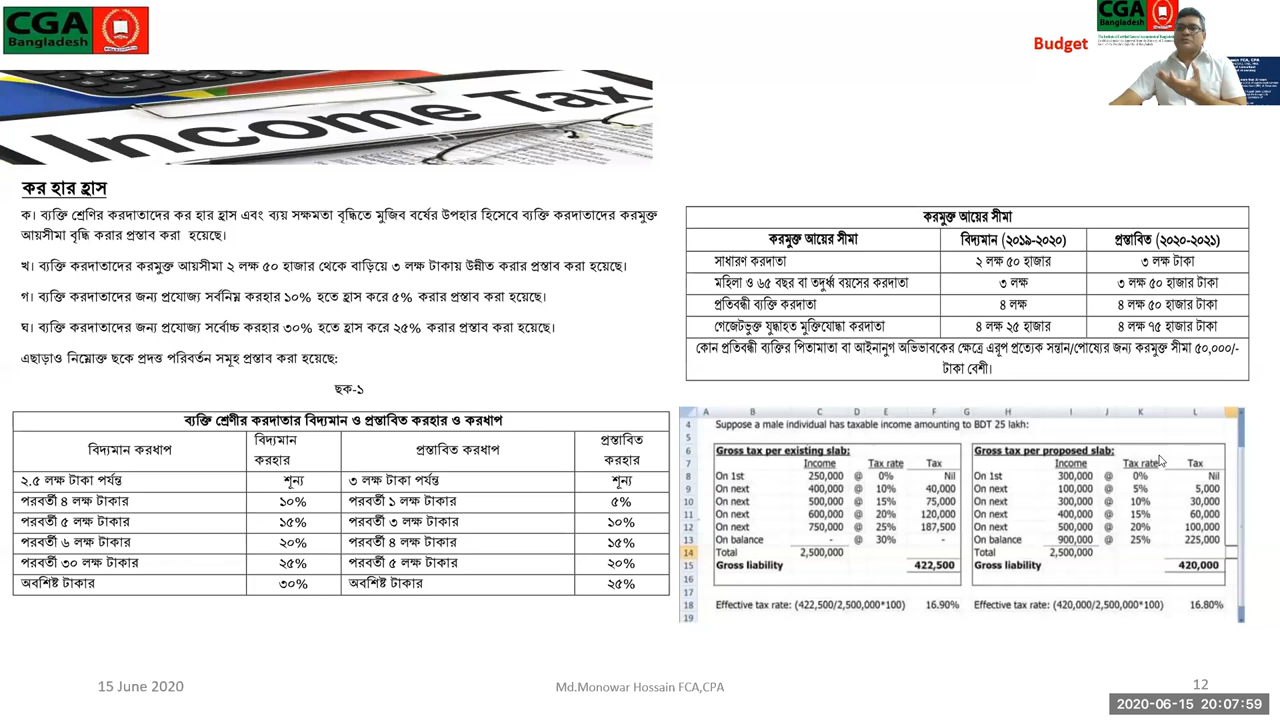 CGA
Bangladesh
Budget
CGA
Bangladesh
Income Tax
কর হার হ্রাস
ক। ব্যক্তি শ্রেণির করদাতাদের কর হার হ্রাস এবং ব্যয় সক্ষমতা বৃদ্ধিতে মুজিব বর্ষের উপহার হিসেবে ব্যক্তি করদাতাদের করমুক্ত
আয়সীমা বৃদ্ধি করার প্রস্তাব করা হয়েছে।
খ। ব্যক্তি করদাতাদের করমুক্ত আয়সীমা ২ লক্ষ ৫০ হাজার থেকে বাড়িয়ে ৩ লক্ষ টাকায় উন্নীত করার প্রস্তাব করা হয়েছে।
গ। ব্যক্তি করদাতাদের জন্য প্রযোজ্য সর্বনিম্ন করহার ১০% হতে হ্রাস করে ৫% করার প্রস্তাব করা হয়েছে।
ঘ। ব্যক্তি করদাতাদের জন্য প্রযোজ্য সর্বোচ্চ করহার ৩০% হতে হ্রাস করে ২৫% করার প্রস্তাব করা হয়েছে।
এছাড়াও নিম্নোক্ত ছকে প্রদত্ত পরিবর্তন সমূহ প্রস্তাব করা হয়েছে:
ছক-১
ব্যক্তি শ্রেণীর করদাতার বিদ্যমান ও প্রস্তাবিত করহার ও করধাপ
বিদ্যমান করধাপ বিদ্যমান করহার প্রস্তাবিত করধাপ প্রস্তাবিত করহার
২.৫ লক্ষ টাকা পর্যন্ত শূন্য ৩ লক্ষ টাকা পর্যন্ত শূন্য
পরবর্তী ৪ লক্ষ টাকার ১০% পরবর্তী ১ লক্ষ টাকার ৫%
পরবর্তী ৫ লক্ষ টাকার ১৫% পরবর্তী ৩ লক্ষ টাকার ১০%
পরবর্তী ৬ লক্ষ টাকার ২০% পরবর্তী ৪ লক্ষ টাকার ১৫%
পরবর্তী ৩০ লক্ষ টাকার ২৫% পরবর্তী ৫ লক্ষ টাকার ২০%
অবশিষ্ট টাকার ৩০% অবশিষ্ট টাকার ২৫%
করমুক্ত আয়ের সীমা
করমুক্ত আয়ের সীমা বিদ্যমান (২০১৯-২০২০) প্রস্তাবিত (২০২০-২০২১)
সাধারণ করদাতা ২ লক্ষ ৫০ হাজার ৩ লক্ষ টাকা
মহিলা ও ৬৫ বছর বা তদুর্ধ্ব বয়সের করদাতা ৩ লক্ষ ৩ লক্ষ ৫০ হাজার টাকা
প্রতিবন্ধী ব্যক্তি করদাতা ৪ লক্ষ ৪ লক্ষ ৫০ হাজার টাকা
গেজেটভুক্ত যুদ্ধাহত মুক্তিযোদ্ধা করদাতা ৪ লক্ষ ২৫ হাজার ৪ লক্ষ ৭৫ হাজার টাকা
কোন প্রতিবন্ধী ব্যক্তির পিতামাতা বা আইনানুগ অভিভাবকের ক্ষেত্রে এরূপ প্রত্যেক সন্তান/পোষ্যের জন্য করমুক্ত সীমা ৫০,০০০/-
টাকা বেশী।
A B C D E F G H I J K L
4 Suppose a male individual has taxable income amounting to BDT 25 lakh:
5
6 Gross tax per existing slab: Gross tax per proposed slab:
7 Income Tax rate Tax Income Tax rate Tax
8 On 1st 250,000 @ 0% Nil On 1st 300,000 @ 0% Nil
9 On next 400,000 @ 10% 40,000 On next 100,000 @ 5% 5,000
10 On next 500,000 @ 15% 75,000 On next 300,000 @ 10% 30,000
11 On next 600,000 @ 20% 120,000 On next 400,000 @ 15% 60,000
12 On next 750,000 @ 25% 187,500 On next 500,000 @ 20% 100,000
13 On balance - @ 30% - On balance 900,000 @ 25% 225,000
14 Total 2,500,000 Total 2,500,000
15 Gross liability 422,500 Gross liability 420,000
16
17
18 Effective tax rate: (422,500/2,500,000*100) 16.90% Effective tax rate: (420,000/2,500,000*100) 16.80%
19
15 June 2020 Md.Monowar Hossain FCA,CPA 12
2020-06-15 20:07:59